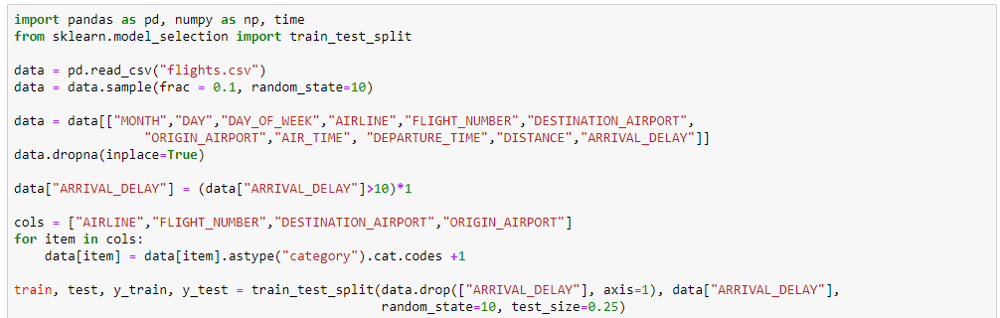 import pandas as pd, numpy as np, time
from sklearn.model_selection import train_test_split
data = pd.read_csv("flights.csv")
data = data.sample(frac = 0.1, random_state=10)
data = data[["MONTH","DAY","DAY_OF_WEEK","AIRLINE","FLIGHT_NUMBER","DESTINATION_AIRPORT",
"ORIGIN_AIRPORT","AIR_TIME", "DEPARTURE_TIME","DISTANCE","ARRIVAL_DELAY"]]
data.dropna(inplace=True)
data["ARRIVAL_DELAY"] = (data["ARRIVAL_DELAY"]>10)*1
cols = ["AIRLINE","FLIGHT_NUMBER","DESTINATION_AIRPORT","ORIGIN_AIRPORT"]
for item in cols:
    data[item] = data[item].astype("category").cat.codes +1
train, test, y_train, y_test = train_test_split(data.drop(["ARRIVAL_DELAY"], axis=1), data["ARRIVAL_DELAY"],
random_state=10, test_size=0.25)